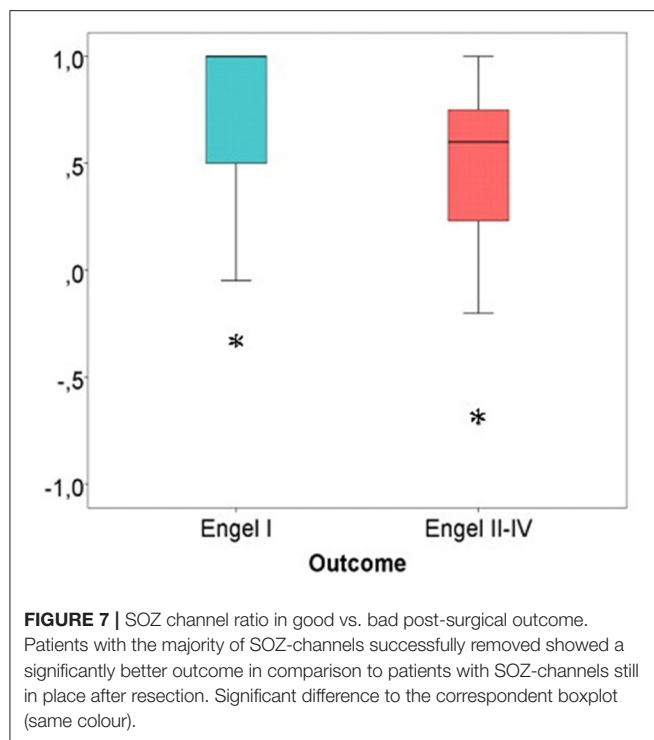 1,0
,5
,0
-,5
-1,0
*
*
Engel I Engel II-IV
Outcome
FIGURE 7 | SOZ channel ratio in good vs. bad post-surgical outcome.
Patients with the majority of SOZ-channels successfully removed showed a
significantly better outcome in comparison to patients with SOZ-channels still
in place after resection. Significant difference to the correspondent boxplot
(same colour).